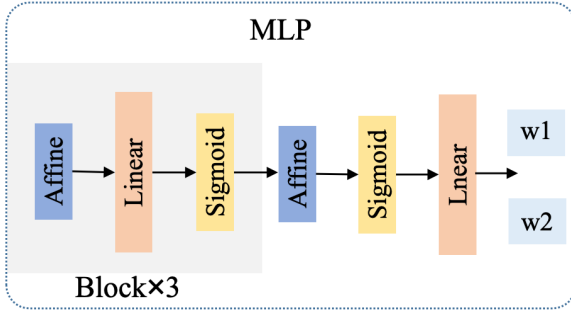 MLP
Affine
Linear
Sigmoid
Affine
Sigmoid
Lnear
w1
w2
Block×3